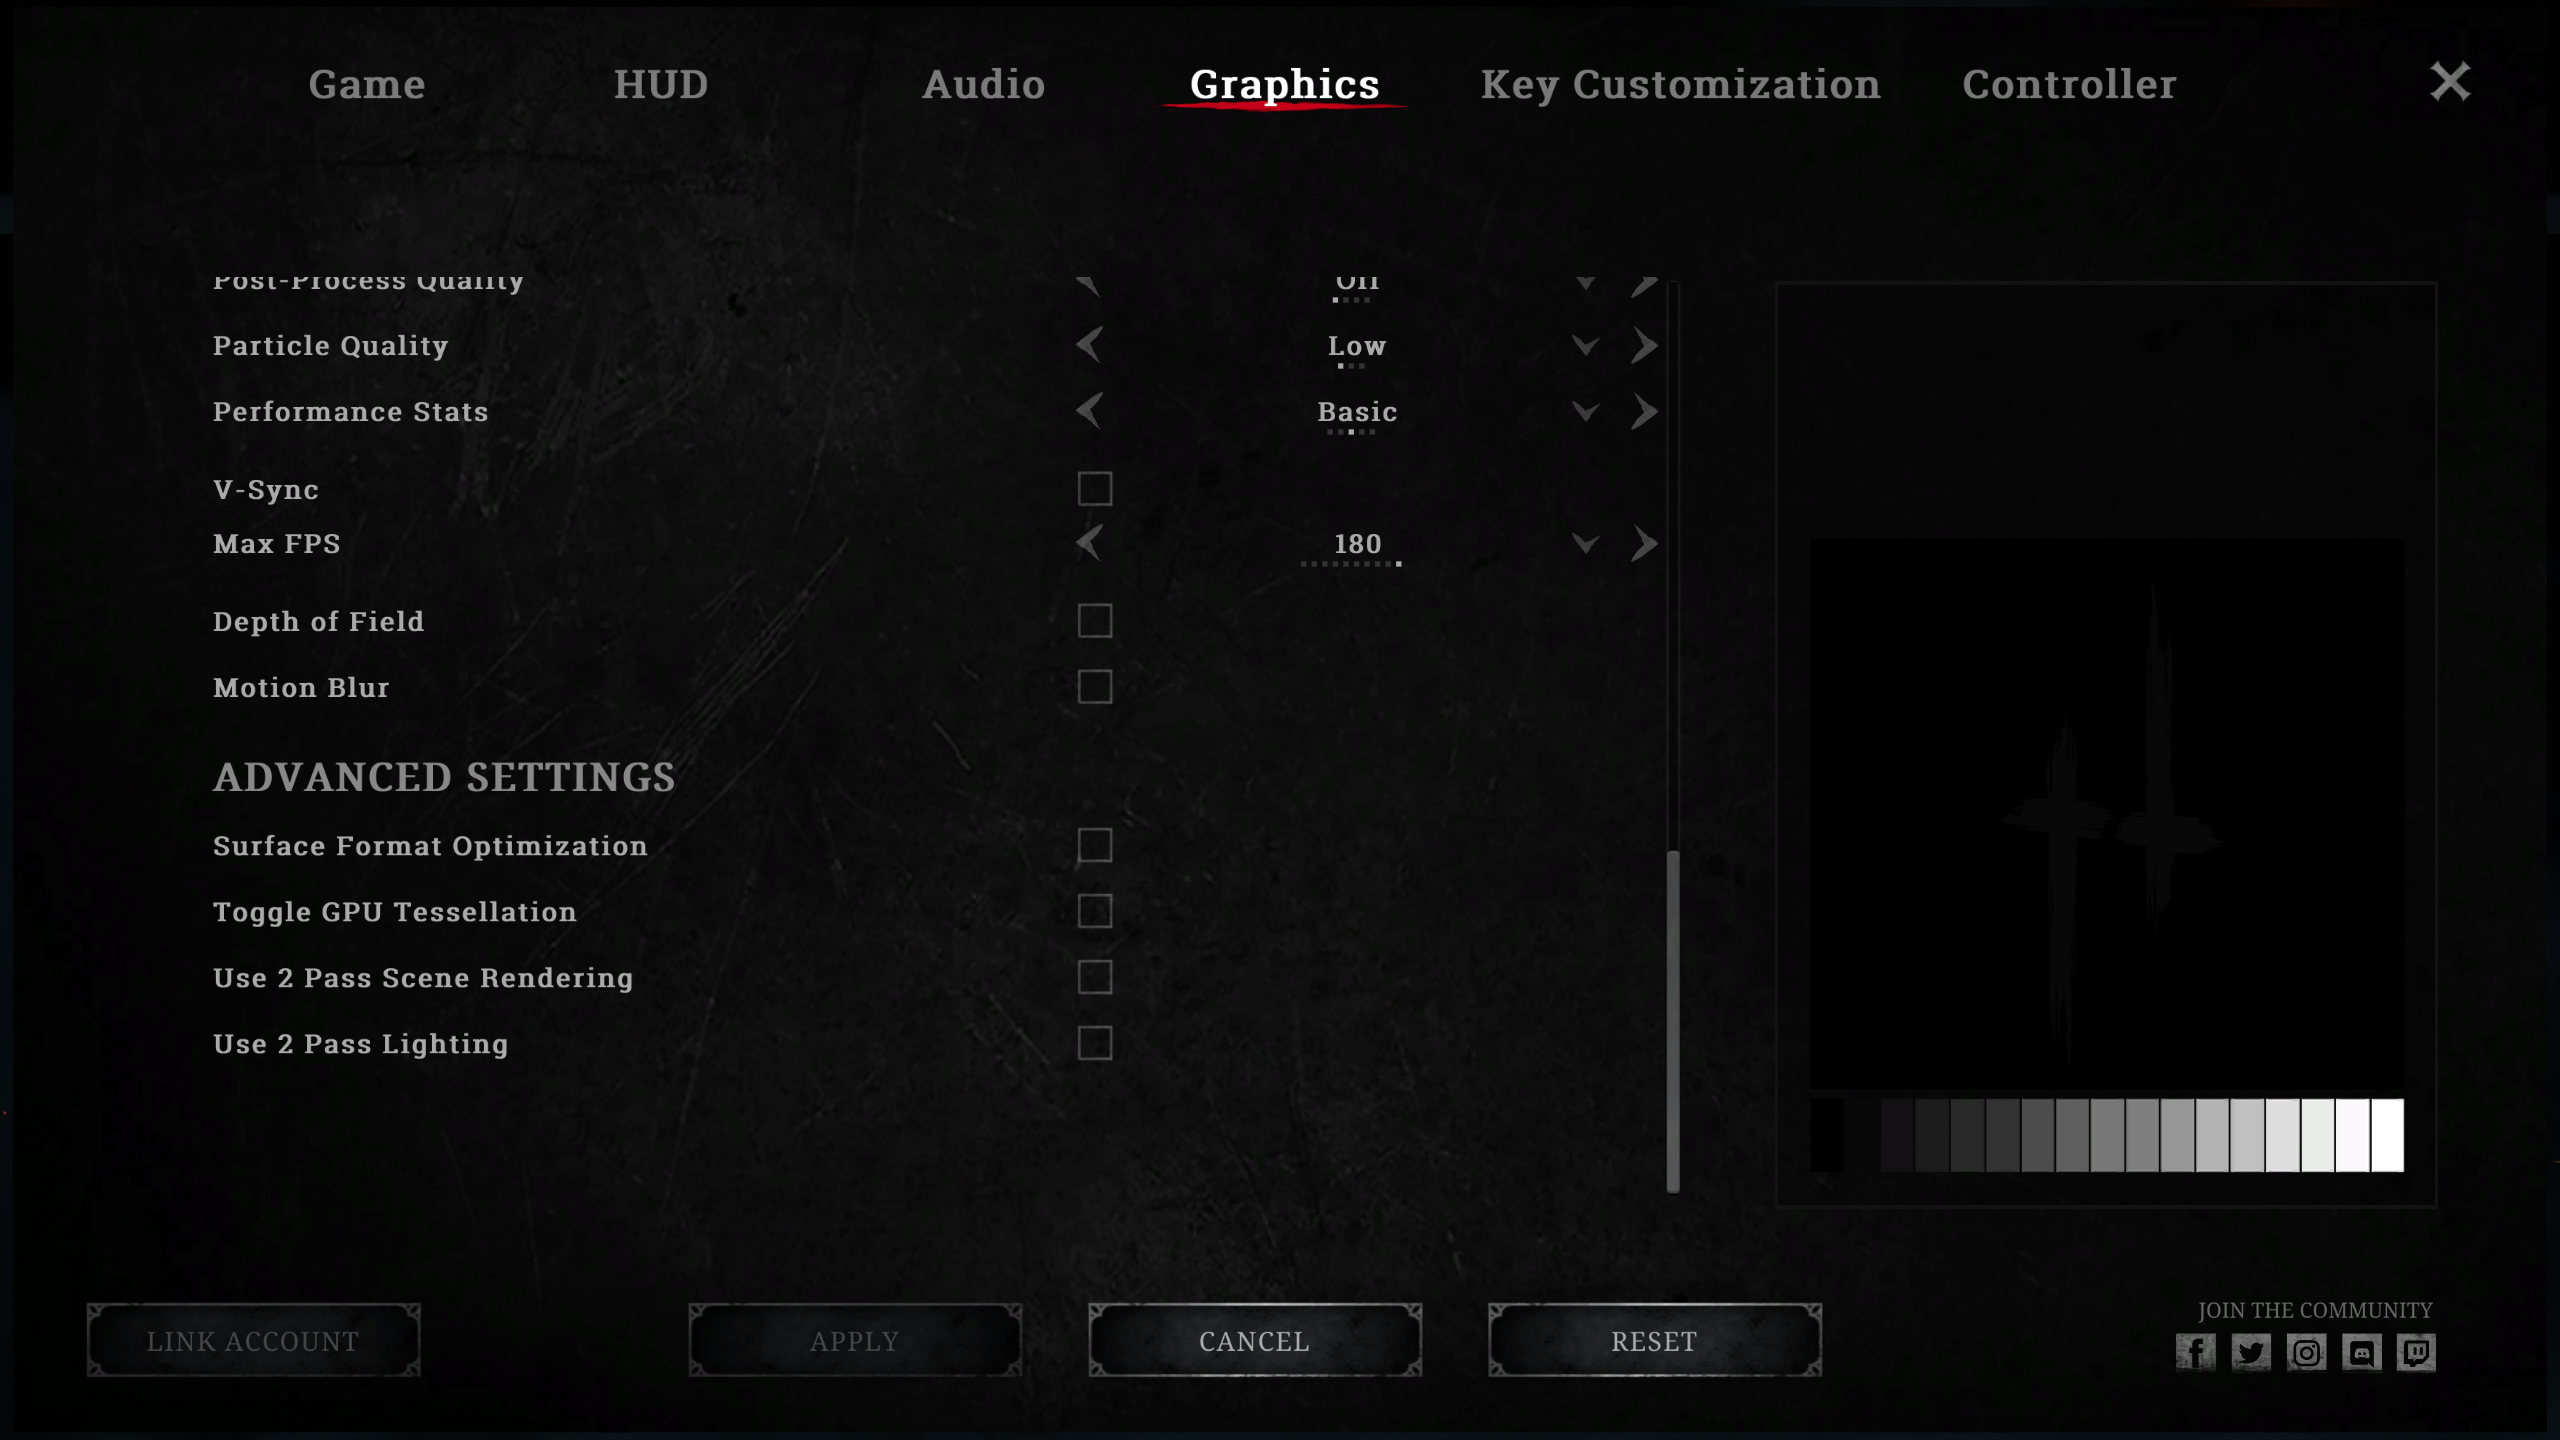 Game HUD Audio Graphics Key Customization Controller
Post-Process Quality Off
Particle Quality Low
Performance Stats Basic
V-Sync
Max FPS 180
Depth of Field
Motion Blur
ADVANCED SETTINGS
Surface Format Optimization
Toggle GPU Tessellation
Use 2 Pass Scene Rendering
Use 2 Pass Lighting
JOIN THE COMMUNITY
LINK ACCOUNT APPLY CANCEL RESET